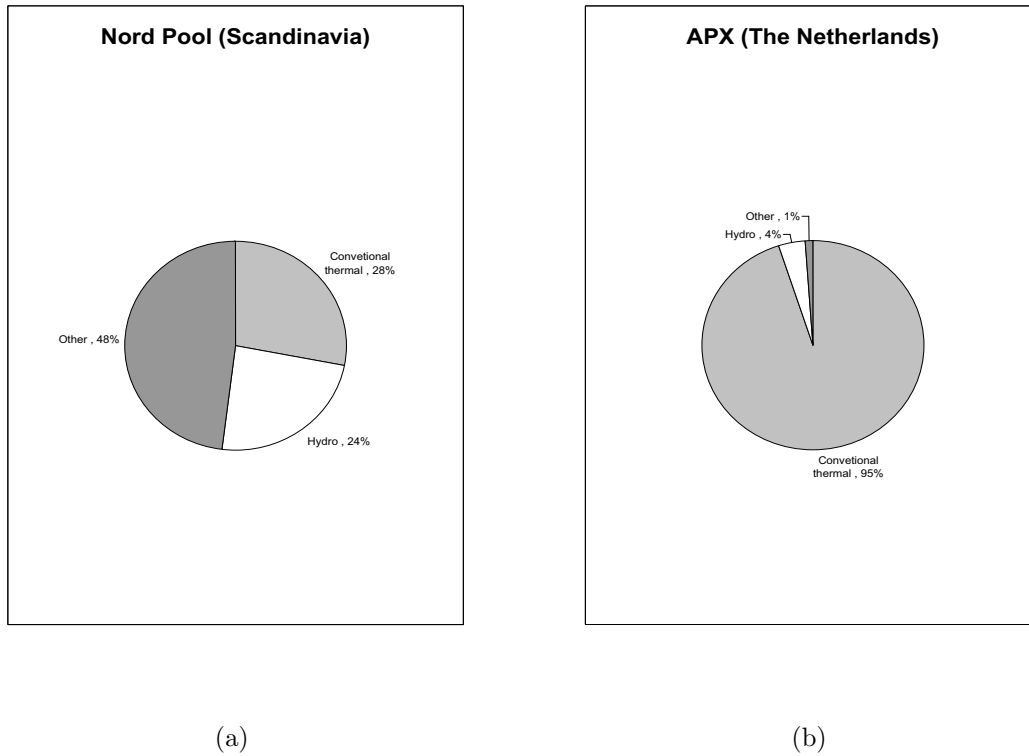 Nord Pool (Scandinavia)
Convetional
thermal , 28%
Other , 48%
Hydro , 24%
(a)
APX (The Netherlands)
Other , 1%
Hydro , 4%
Convetional
thermal , 95%
(b)